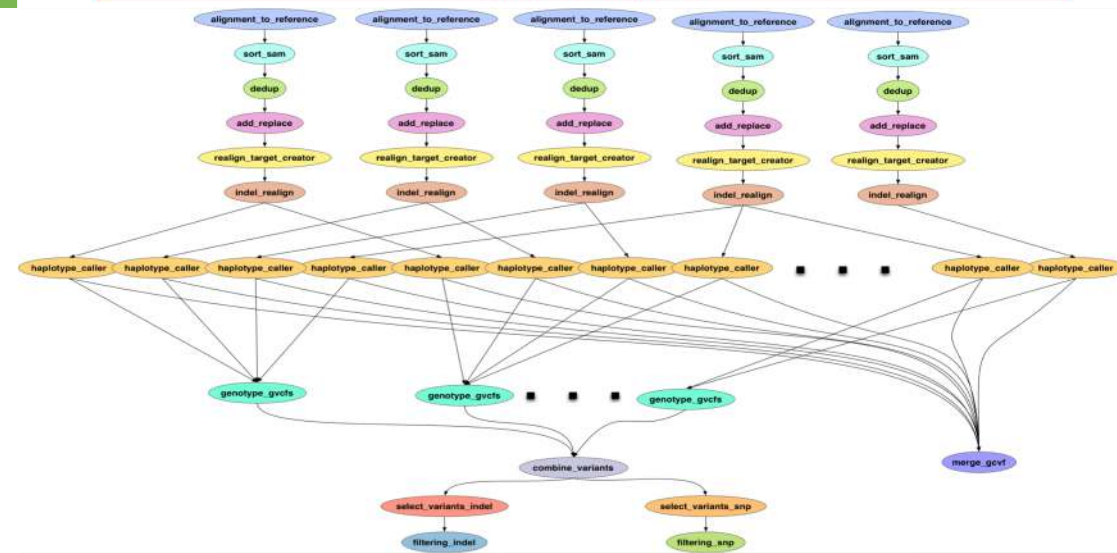 alignment_to_reference alignment_to_reference alignment_to_reference alignment_to_reference alignment_to_reference
sort_sam sort_sam sort_sam sort_sam sort_sam
dedup dedup dedup dedup dedup
add_replace add_replace add_replace add_replace add_replace
realign_target_creator realign_target_creator realign_target_creator realign_target_creator realign_target_creator
indel_realign indel_realign indel_realign indel_realign indel_realign
haplotype_caller haplotype_caller haplotype_caller haplotype_caller haplotype_caller haplotype_caller haplotype_caller haplotype_caller haplotype_caller haplotype_caller
genotype_gvcfs genotype_gvcfs genotype_gvcfs
combine_variants merge_gcvf
select_variants_indel select_variants_snp
filtering_indel filtering_snp